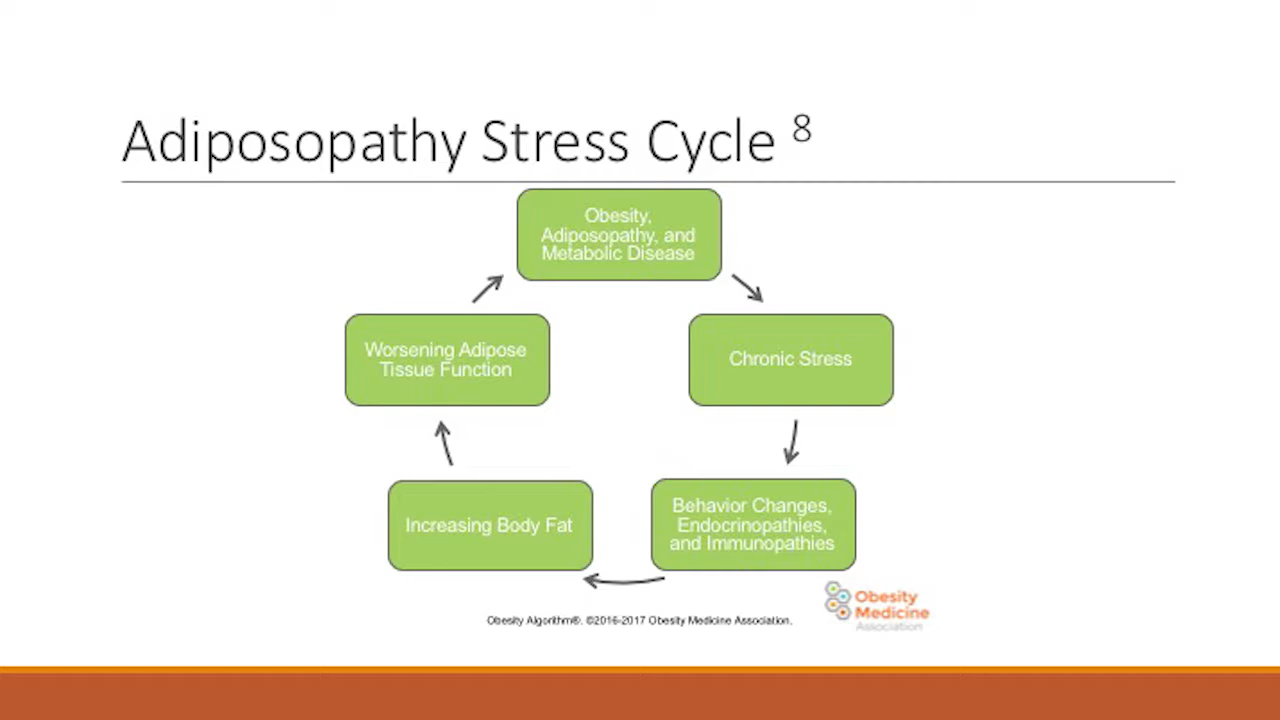 Adiposopathy Stress Cycle 8
Obesity,
Adiposopathy, and
Metabolic Disease
Chronic Stress
Behavior Changes,
Endocrinopathies,
and Immunopathies
Increasing Body Fat
Worsening Adipose
Tissue Function
Obesity Algorithm®. ©2016-2017 Obesity Medicine Association.
Obesity
Medicine
Association